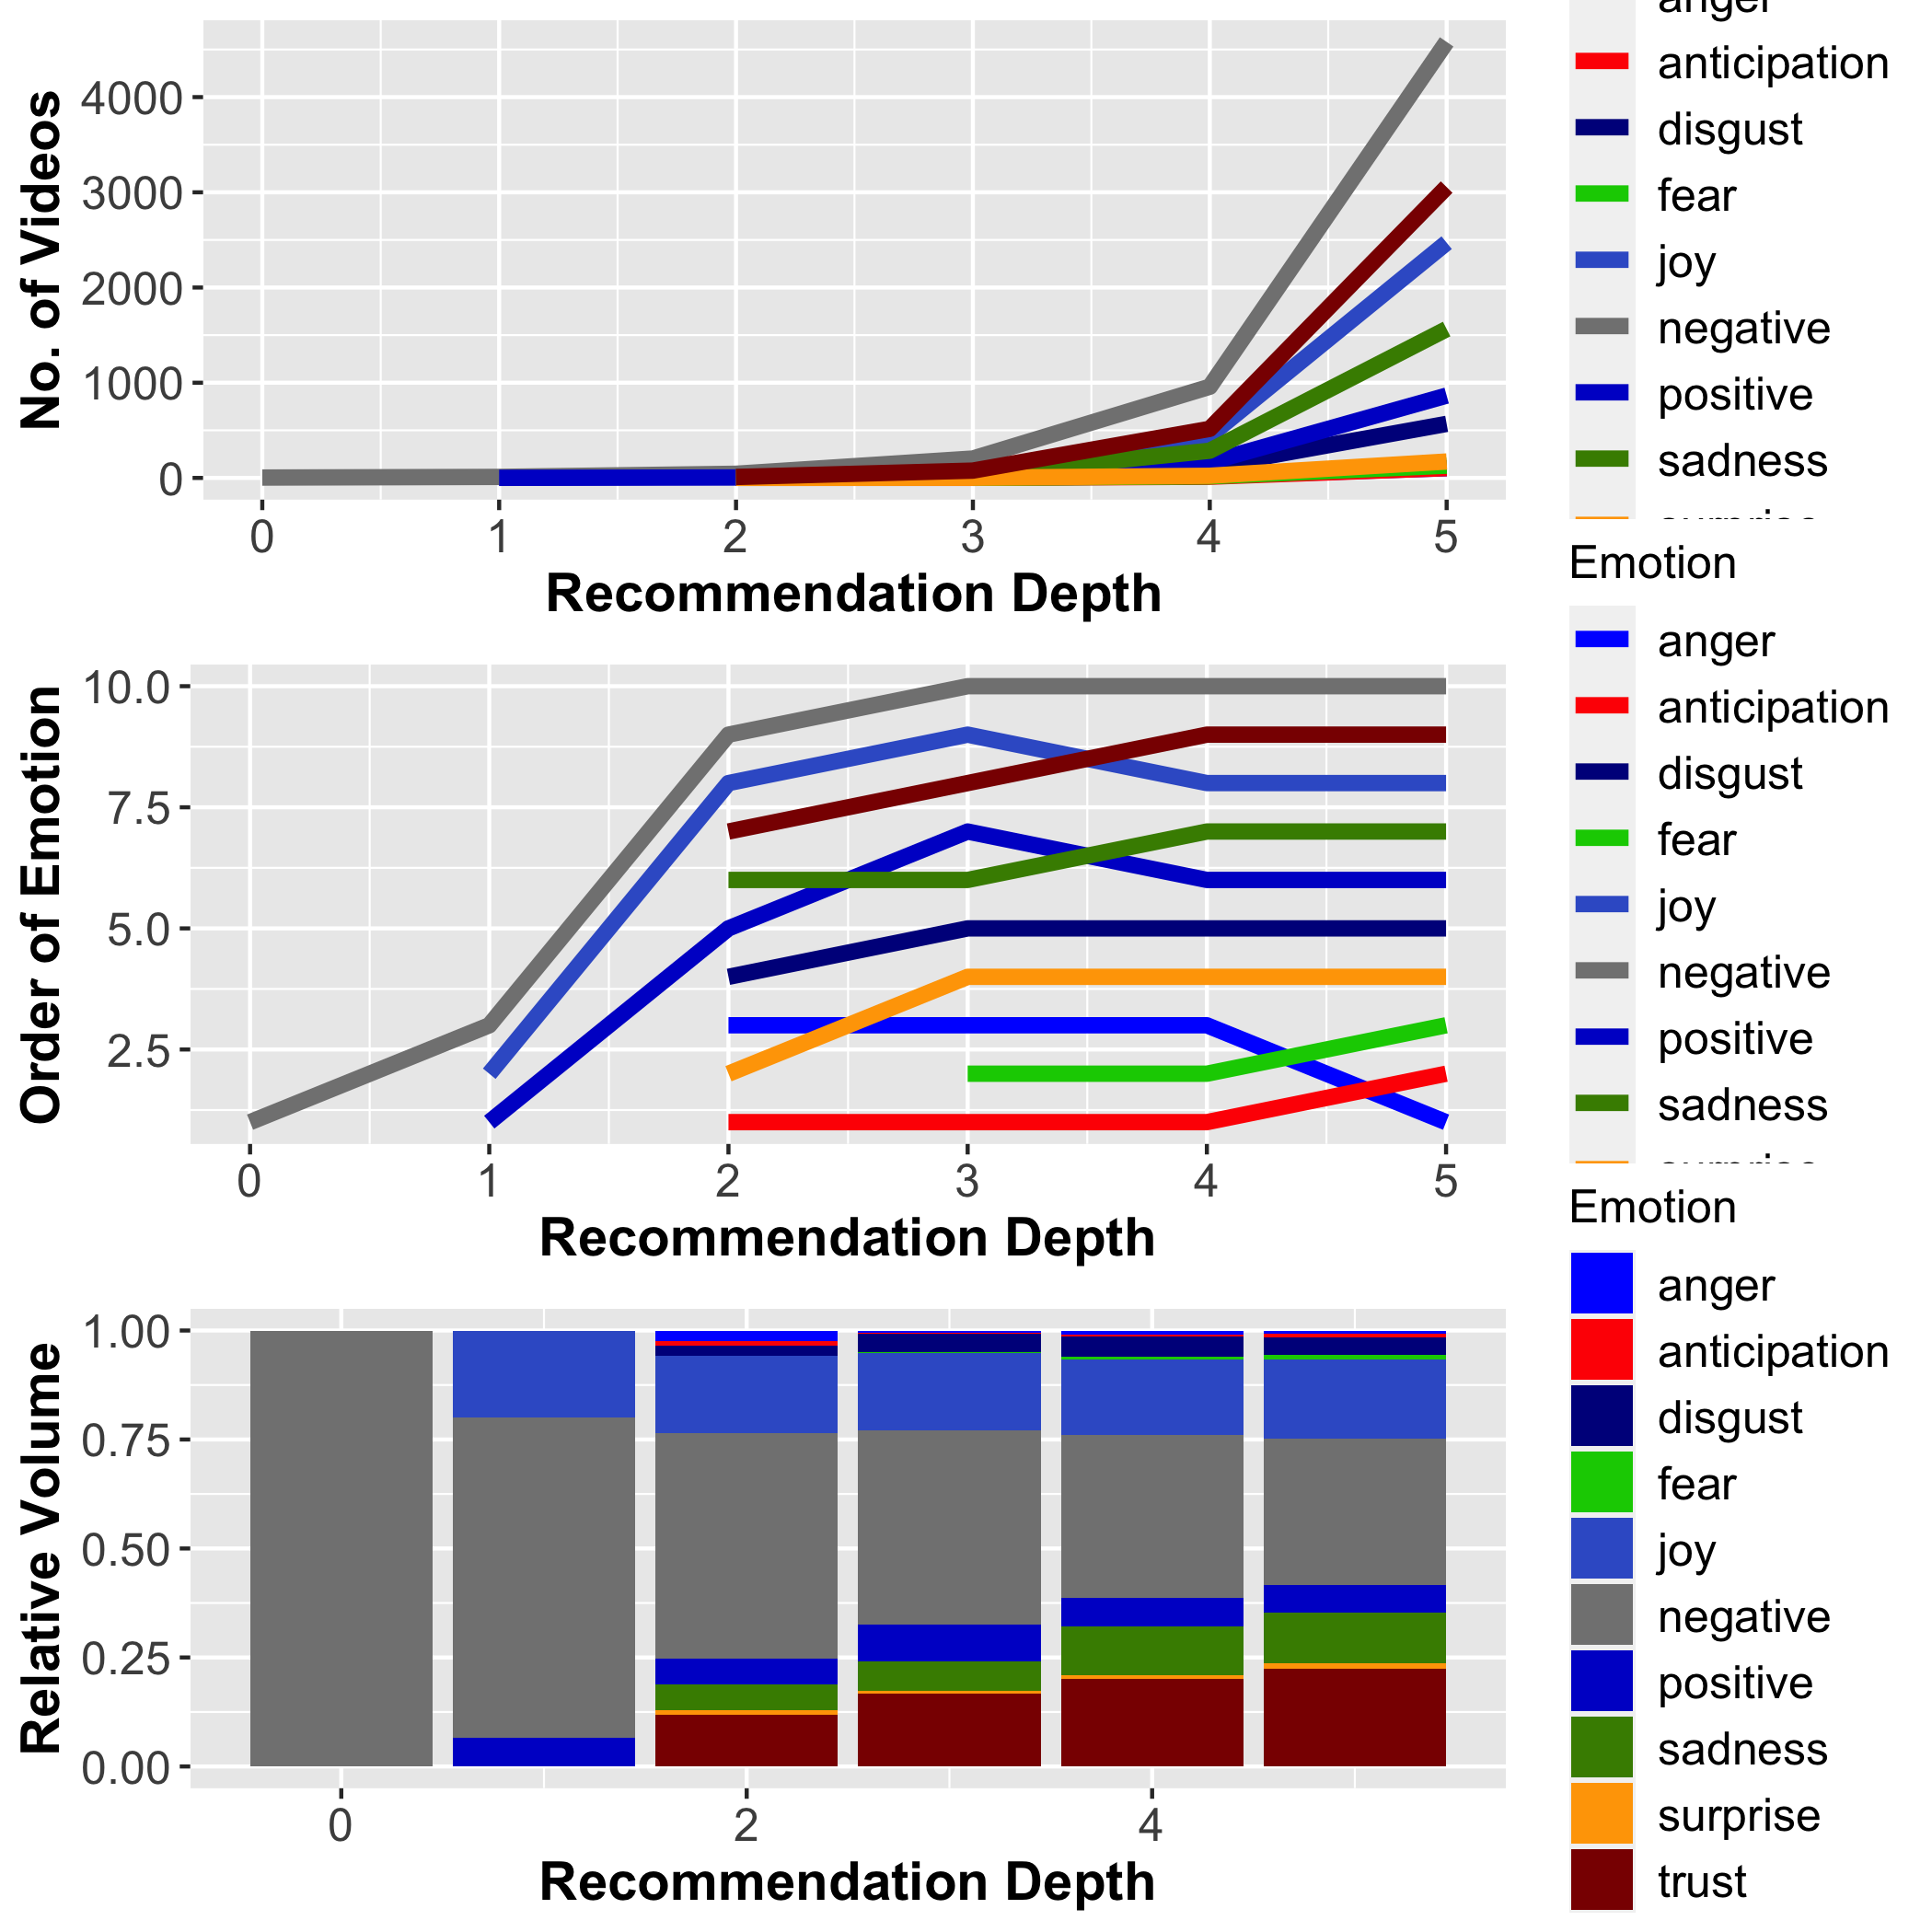 No. of Videos
4000
3000
2000
1000
0
0 1 2 3 4 5
Recommendation Depth
anger
anticipation
disgust
fear
joy
negative
positive
sadness
surprise
Order of Emotion
10.0
7.5
5.0
2.5
0 1 2 3 4 5
Recommendation Depth
Emotion
anger
anticipation
disgust
fear
joy
negative
positive
sadness
surprise
Relative Volume
1.00
0.75
0.50
0.25
0.00
0 2 4
Recommendation Depth
Emotion
anger
anticipation
disgust
fear
joy
negative
positive
sadness
surprise
trust